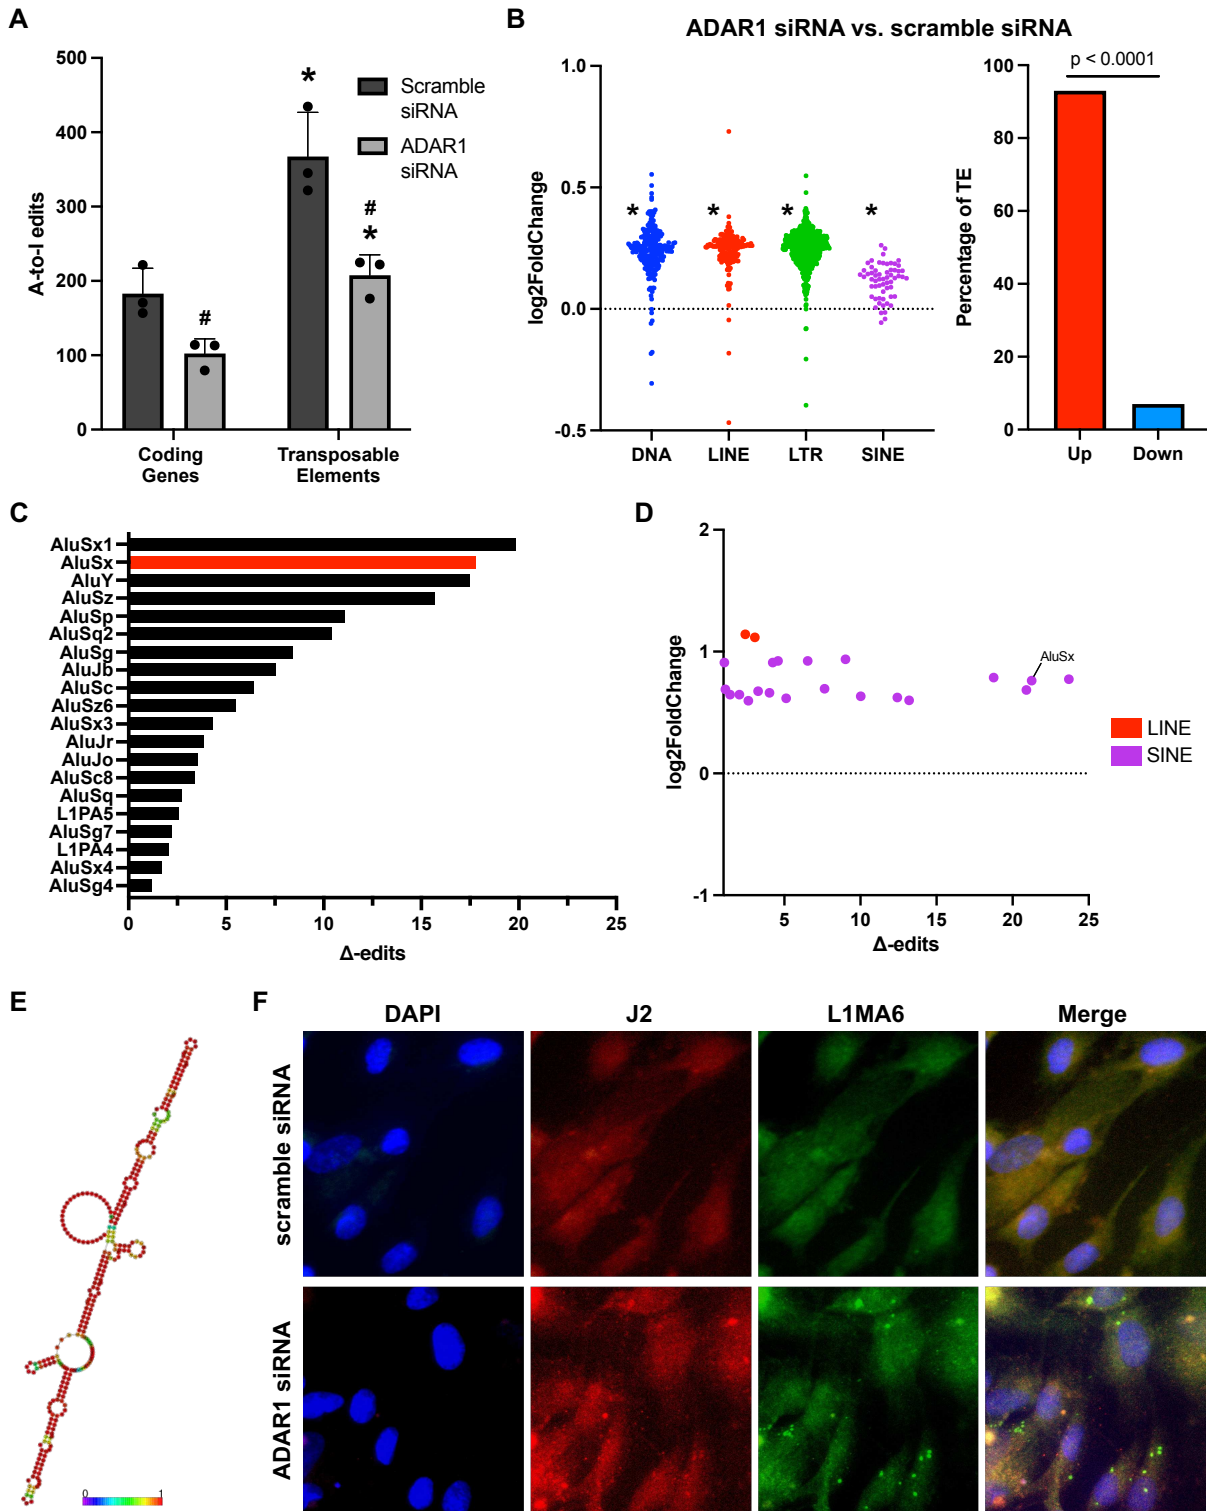 A
500
400
300
200
100
0
A-to-I edits
*
#
#
*
Scramble
siRNA
ADAR1
siRNA
Coding
Genes
Transposable
Elements
B
ADAR1 siRNA vs. scramble siRNA
1.0
0.5
0.0
-0.5
log2FoldChange
*
*
*
*
DNA
LINE
LTR
SINE
p < 0.0001
100
80
60
40
20
0
Percentage of TE
Up
Down
C
AluSx1
AluSx
AluY
AluSz
AluSp
AluSq2
AluSg
AluJb
AluSc
AluSz6
AluSx3
AluJr
AluJo
AluSc8
AluSq
L1PA5
AluSg7
L1PA4
AluSx4
AluSg4
0
5
10
15
20
25
Δ-edits
D
2
1
0
-1
log2FoldChange
AluSx
5
10
15
20
25
Δ-edits
LINE
SINE
E
0
1
F
DAPI
J2
L1MA6
Merge
scramble siRNA
ADAR1 siRNA